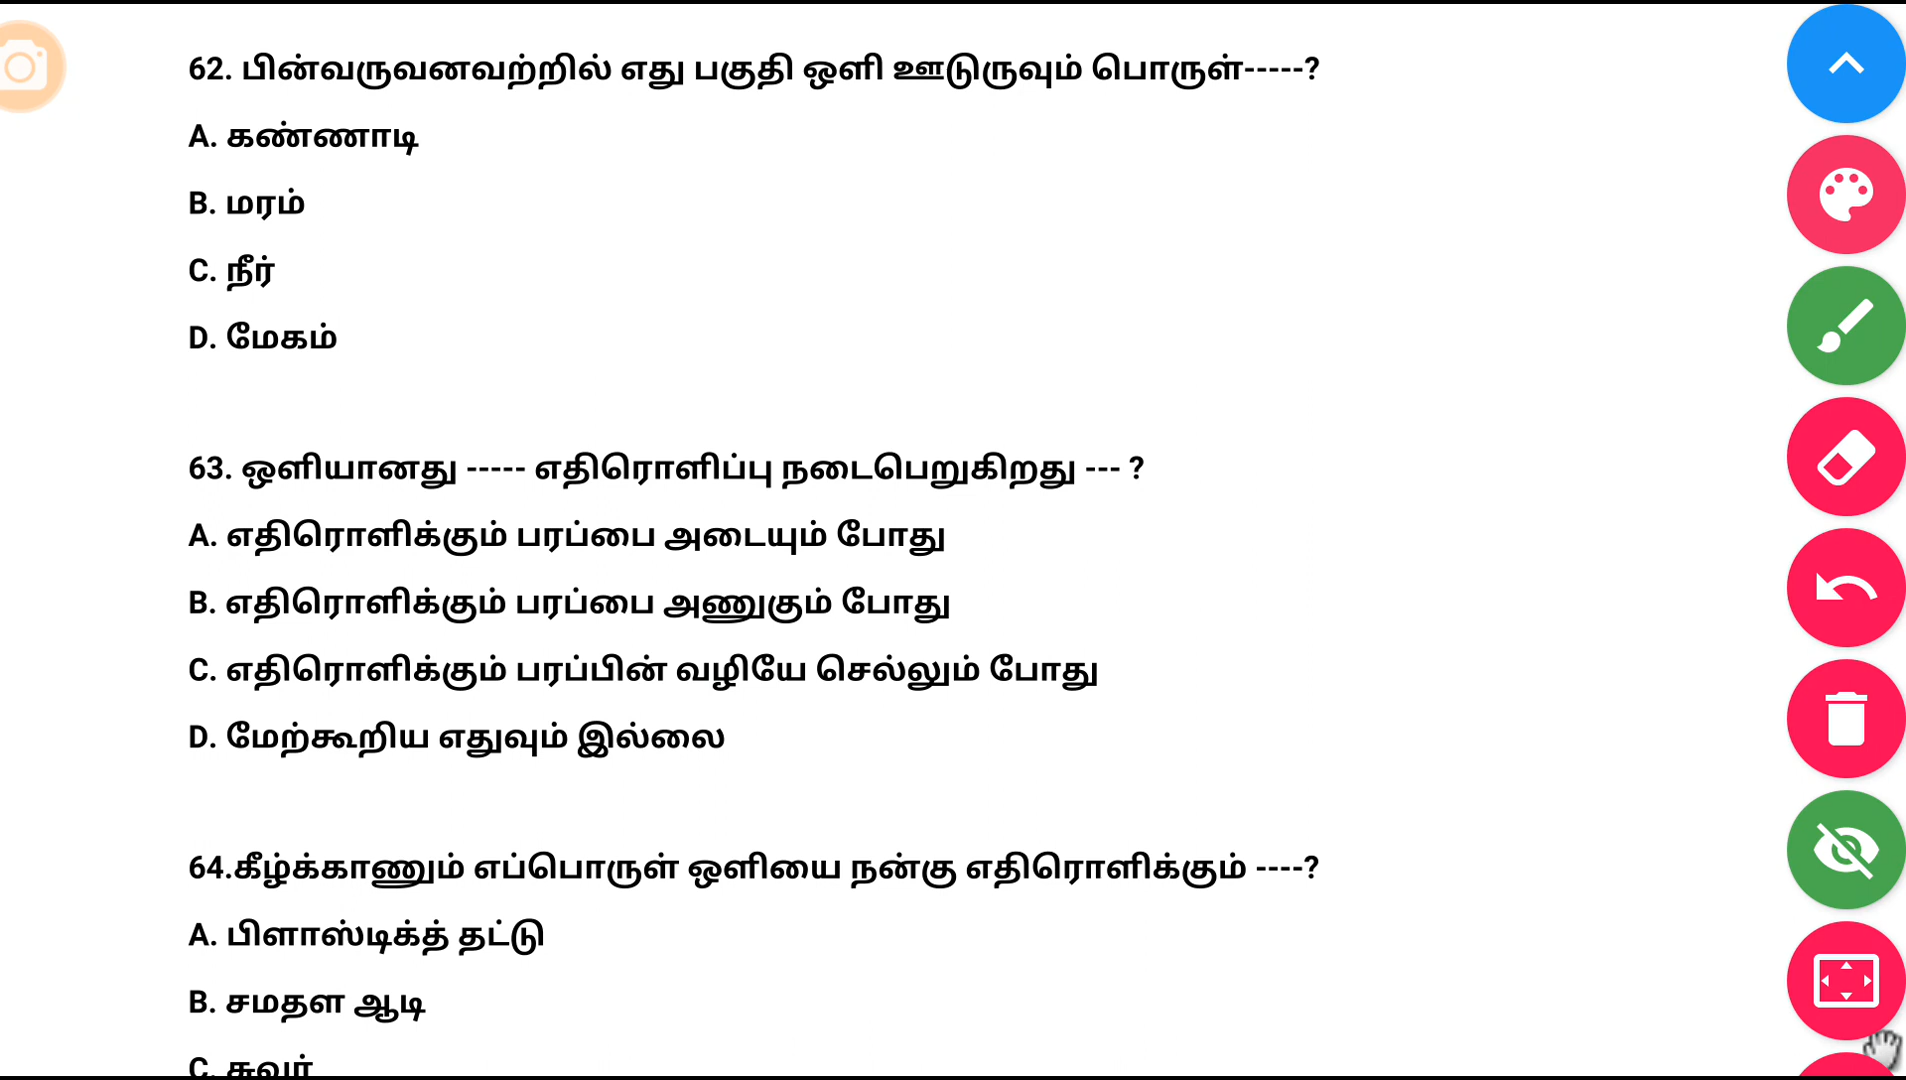 62. பின்வருவனவற்றில் எது பகுதி ஒளி ஊடுருவும் பொருள்-----?
A. கண்ணாடி
B. மரம்
C. நீர்
D. மேகம்
63. ஒளியானது ----- எதிரொளிப்பு நடைபெறுகிறது --- ?
A. எதிரொளிக்கும் பரப்பை அடையும் போது
B. எதிரொளிக்கும் பரப்பை அணுகும் போது
C. எதிரொளிக்கும் பரப்பின் வழியே செல்லும் போது
D. மேற்கூறிய எதுவும் இல்லை
64.கீழ்க்காணும் எப்பொருள் ஒளியை நன்கு எதிரொளிக்கும் ----?
A. பிளாஸ்டிக்த் தட்டு
B. சமதள ஆடி
C. சுவர்